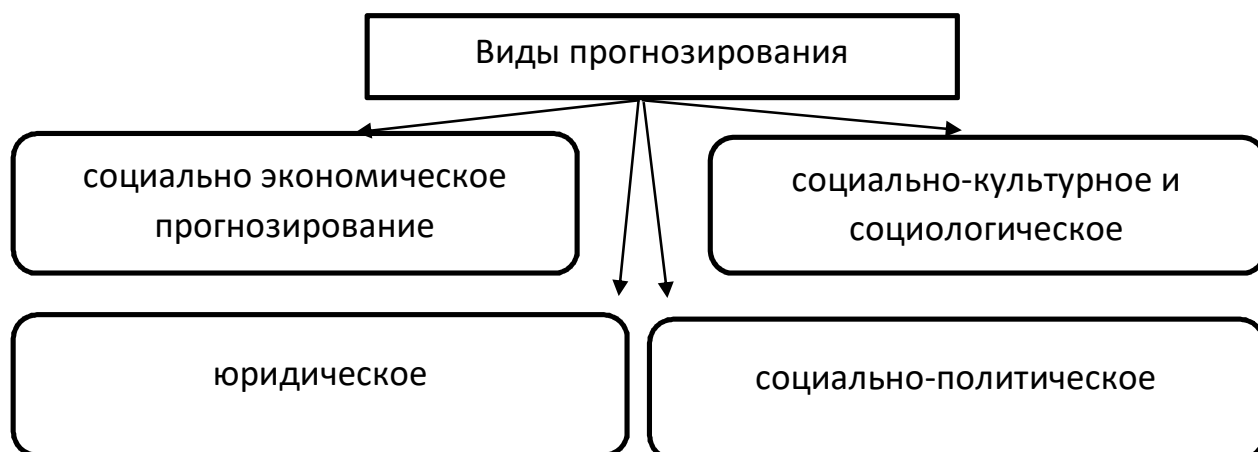 Виды прогнозирования
социально экономическое
прогнозирование
социально-культурное и
социологическое
юридическое
социально-политическое